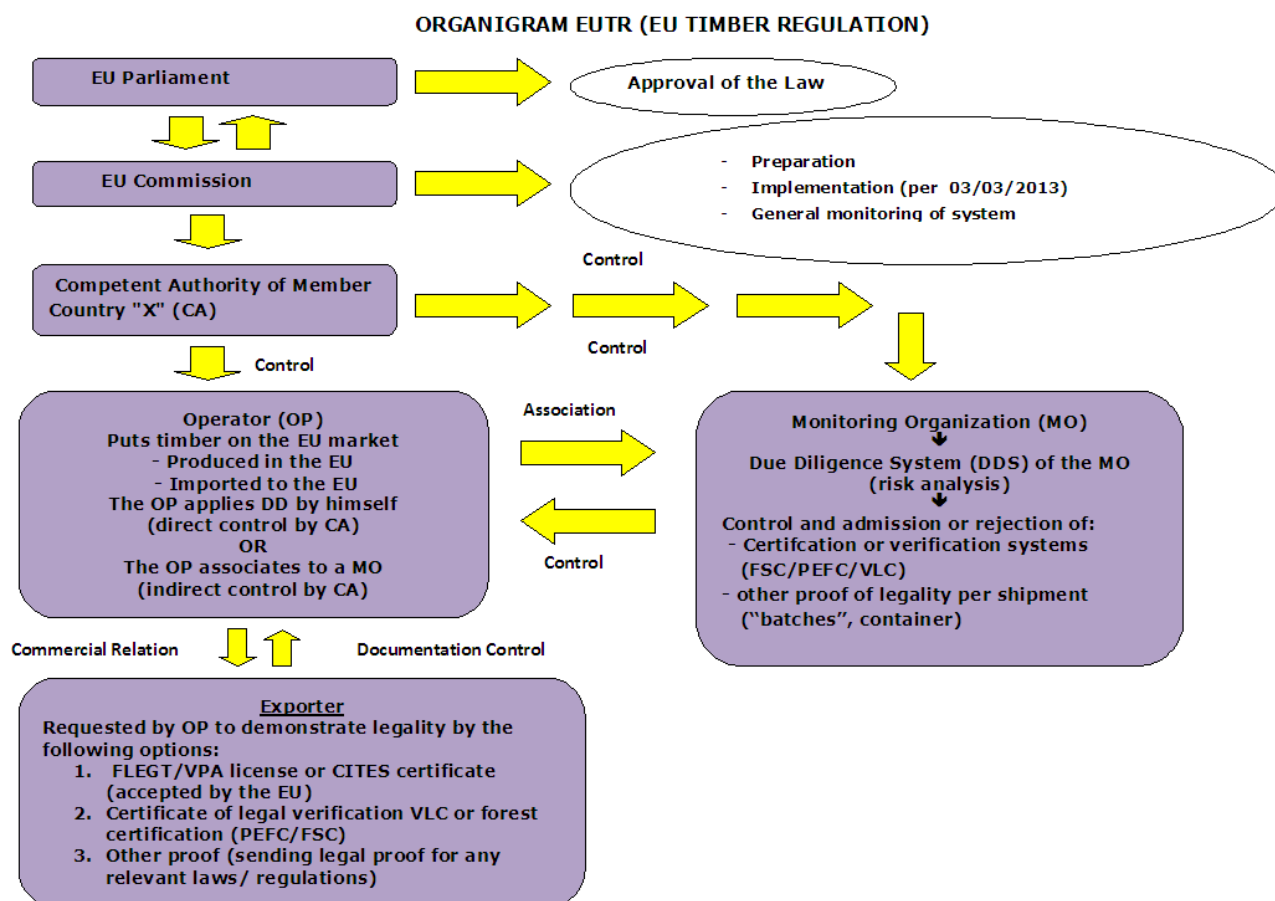 ORGANIGRAM EUTR (EU TIMBER REGULATION)
EU Parliament
Approval of the Law
EU Commission
- Preparation
- Implementation (per 03/03/2013)
- General monitoring of system
Competent Authority of Member
Country "X" (CA)
Control
Control
Control
Operator (OP)
Puts timber on the EU market
- Produced in the EU
- Imported to the EU
The OP applies DD by himself
(direct control by CA)
OR
The OP associates to a MO
(indirect control by CA)
Association
Control
Monitoring Organization (MO)
Due Diligence System (DDS) of the MO
(risk analysis)
Control and admission or rejection of:
- Certifcation or verification systems
(FSC/PEFC/VLC)
- other proof of legality per shipment
(“batches”, container)
Commercial Relation
Documentation Control
Exporter
Requested by OP to demonstrate legality by the
following options:
1. FLEGT/VPA license or CITES certificate
(accepted by the EU)
2. Certificate of legal verification VLC or forest
certification (PEFC/FSC)
3. Other proof (sending legal proof for any
relevant laws/ regulations)